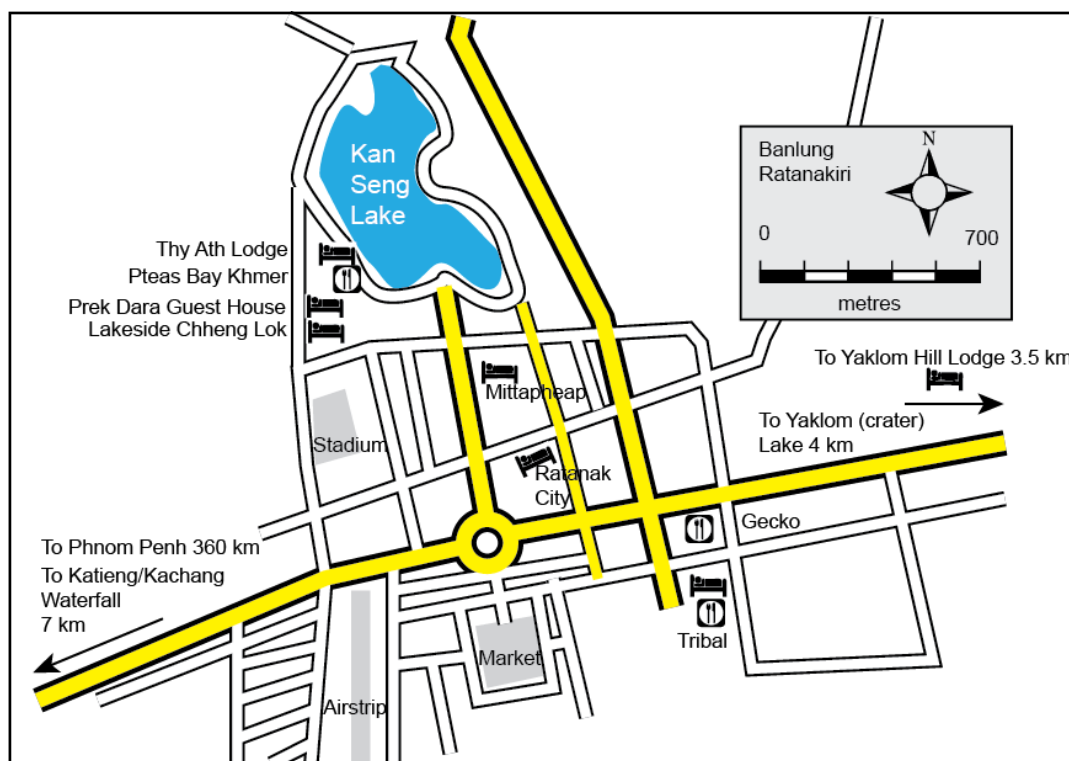 Kan
Seng
Lake
Banlung
Ratanakiri
N
0
700
metres
Thy Ath Lodge
Pteas Bay Khmer
Prek Dara Guest House
Lakeside Chheng Lok
To Yaklom Hill Lodge 3.5 km
Mittapheap
To Yaklom (crater)
Lake 4 km
Stadium
Ratanak
City
Gecko
To Phnom Penh 360 km
To Katieng/Kachang
Waterfall
7 km
Tribal
Market
Airstrip